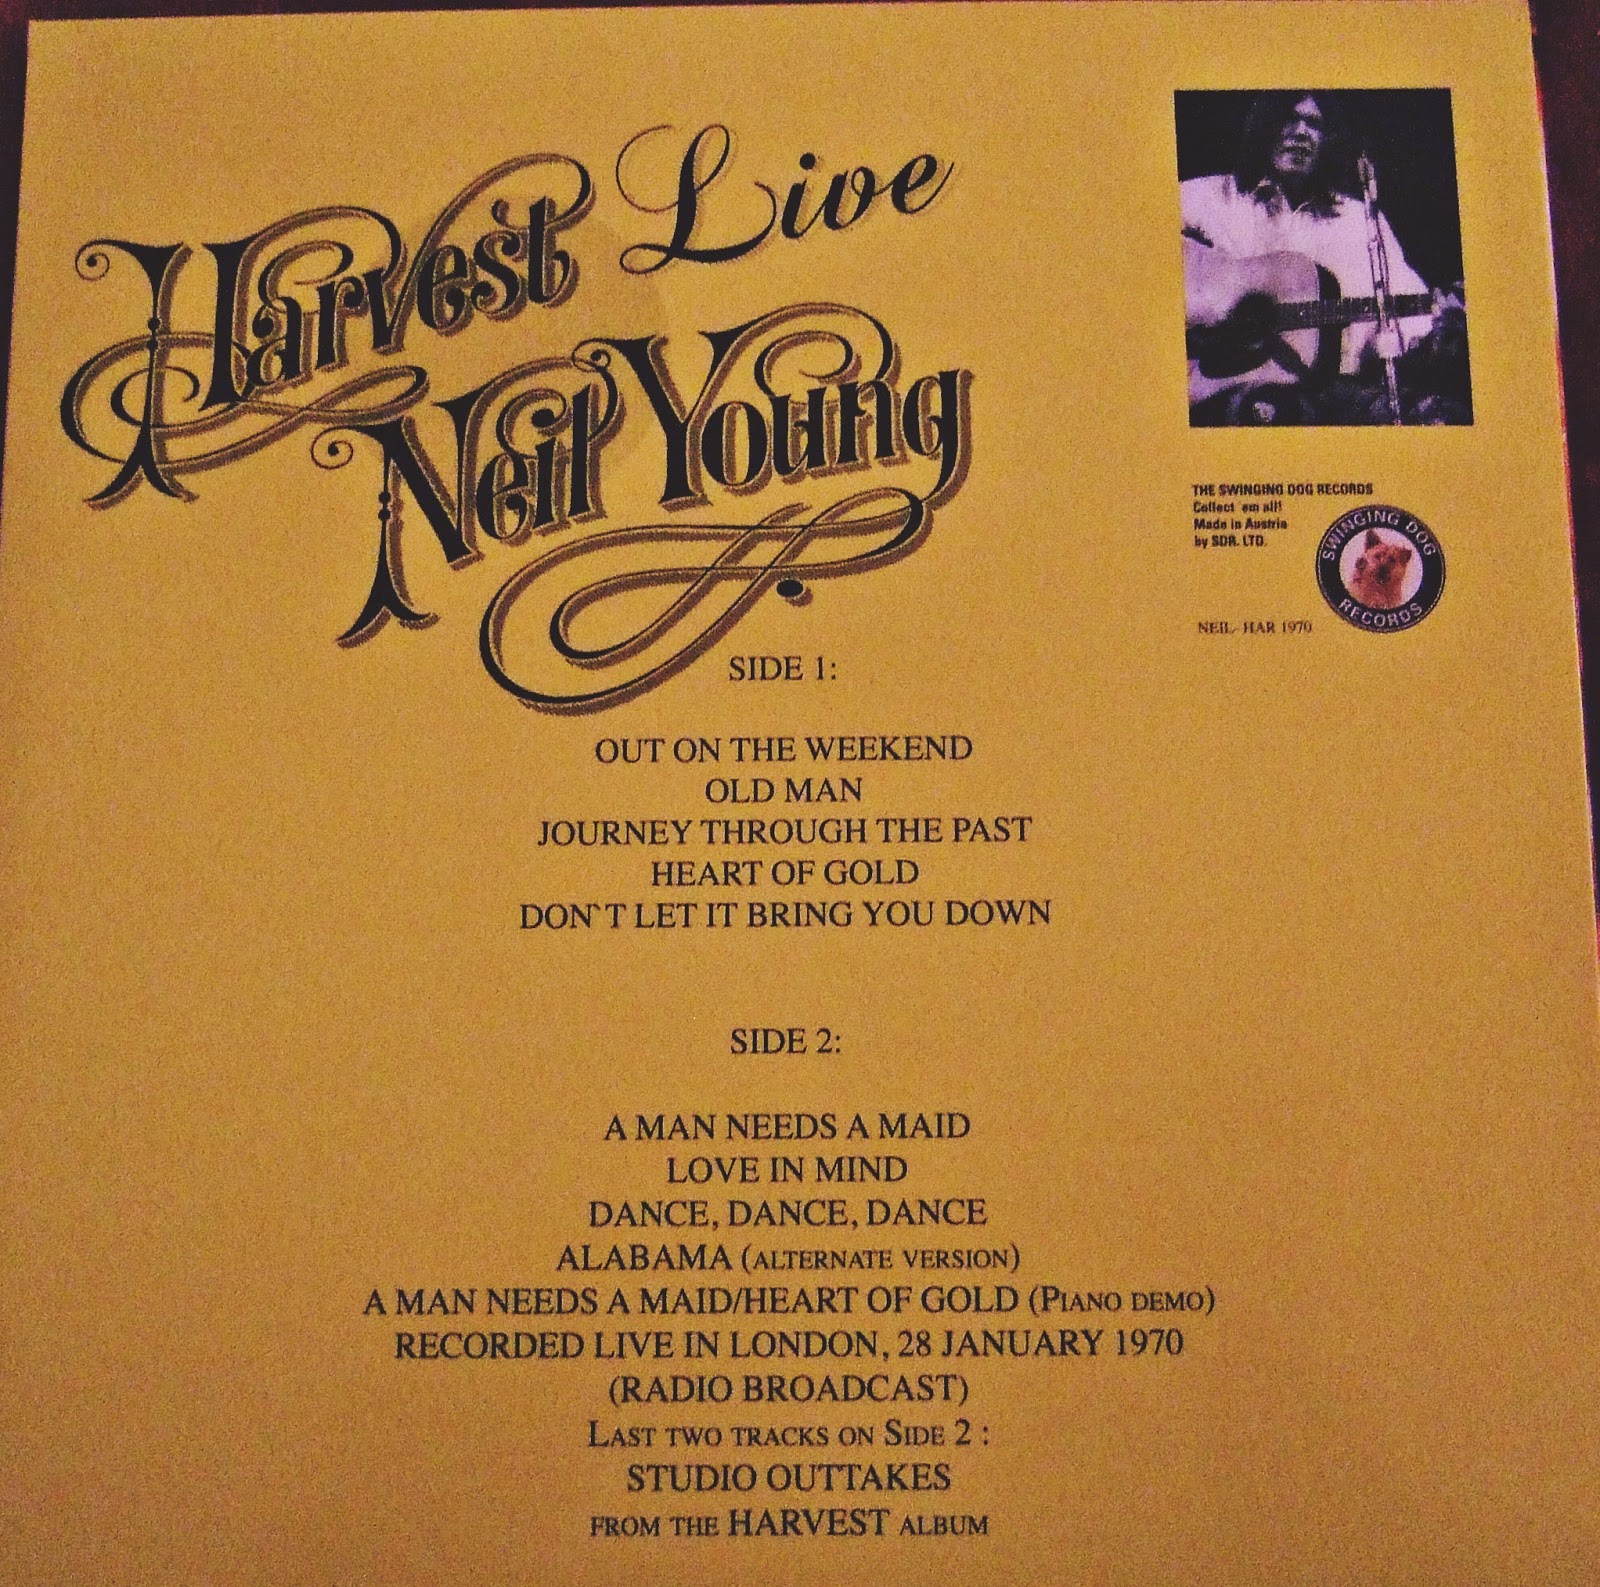 Harvest Live
Neil Young
THE SWINGING DOG RECORDS
Collect ´em all!
Made in Austria
by SDR. LTD.
SWINGING DOG
RECORDS
NEIL- HAR 1970
SIDE 1:
OUT ON THE WEEKEND
OLD MAN
JOURNEY THROUGH THE PAST
HEART OF GOLD
DON`T LET IT BRING YOU DOWN
SIDE 2:
A MAN NEEDS A MAID
LOVE IN MIND
DANCE, DANCE, DANCE
ALABAMA (ALTERNATE VERSION)
A MAN NEEDS A MAID/HEART OF GOLD (PIANO DEMO)
RECORDED LIVE IN LONDON, 28 JANUARY 1970
(RADIO BROADCAST)
LAST TWO TRACKS ON SIDE 2 :
STUDIO OUTTAKES
FROM THE HARVEST ALBUM